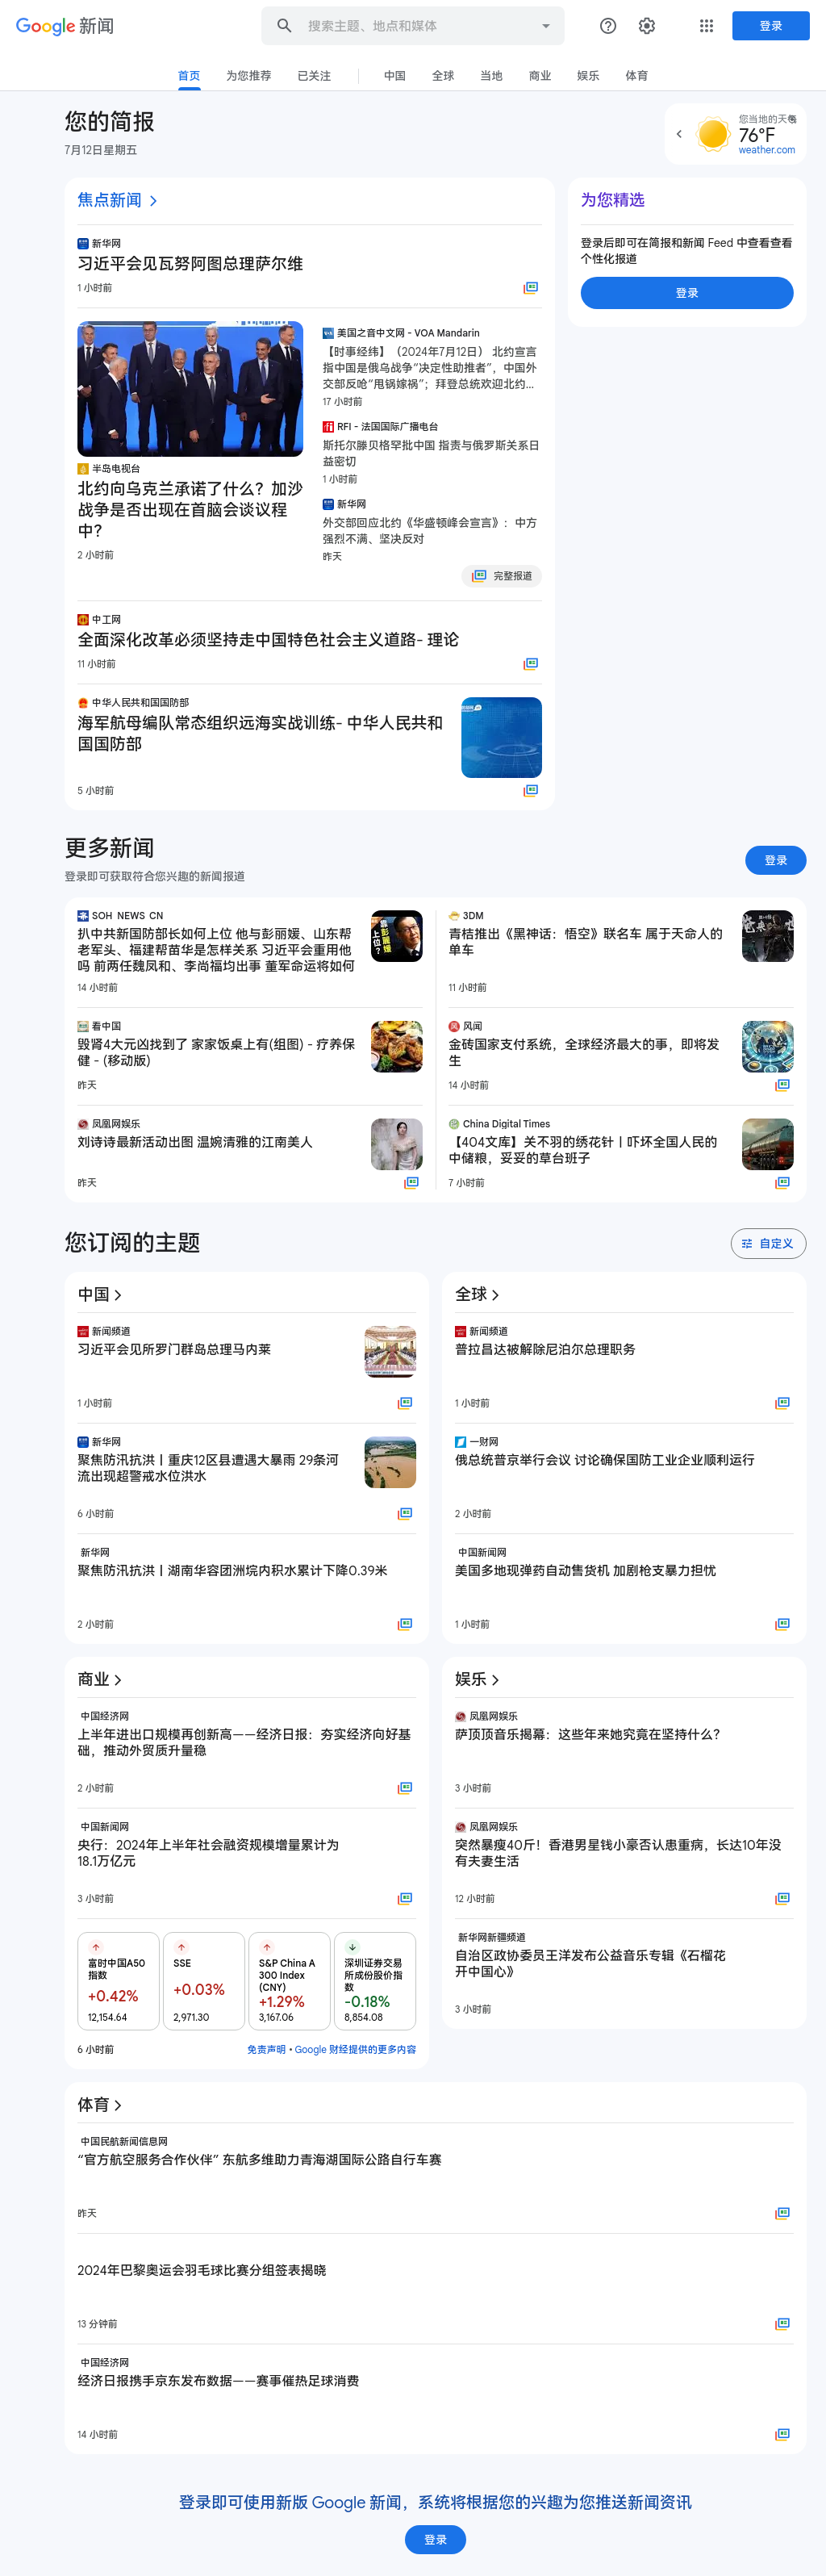 Google 新闻
搜索主题、地点和媒体
登录
首页 为您推荐 已关注 中国 全球 当地 商业 娱乐 体育
您的简报
7月12日星期五
您当地的天气
76°F
weather.com
焦点新闻
新华网
习近平会见瓦努阿图总理萨尔维
1 小时前
半岛电视台
北约向乌克兰承诺了什么？加沙
战争是否出现在首脑会谈议程
中？
2 小时前
美国之音中文网 - VOA Mandarin
【时事经纬】（2024年7月12日） 北约宣言
指中国是俄乌战争“决定性助推者”，中国外
交部反呛“甩锅嫁祸”；拜登总统欢迎北约…
17 小时前
RFI - 法国国际广播电台
斯托尔滕贝格罕批中国 指责与俄罗斯关系日
益密切
1 小时前
新华网
外交部回应北约《华盛顿峰会宣言》：中方
强烈不满、坚决反对
昨天
完整报道
中工网
全面深化改革必须坚持走中国特色社会主义道路- 理论
11 小时前
中华人民共和国国防部
海军航母编队常态组织远海实战训练- 中华人民共和
国国防部
5 小时前
为您精选
登录后即可在简报和新闻 Feed 中查看查看
个性化报道
登录
更多新闻
登录即可获取符合您兴趣的新闻报道
登录
SOH_NEWS_CN
扒中共新国防部长如何上位 他与彭丽媛、山东帮
老军头、福建帮苗华是怎样关系 习近平会重用他
吗 前两任魏凤和、李尚福均出事 董军命运将如何
14 小时前
看中国
毁肾4大元凶找到了 家家饭桌上有(组图) - 疗养保
健 - (移动版)
昨天
凤凰网娱乐
刘诗诗最新活动出图 温婉清雅的江南美人
昨天
3DM
青桔推出《黑神话：悟空》联名车 属于天命人的
单车
11 小时前
风闻
金砖国家支付系统，全球经济最大的事，即将发
生
14 小时前
China Digital Times
【404文库】关不羽的绣花针丨吓坏全国人民的
中储粮，妥妥的草台班子
7 小时前
您订阅的主题
自定义
中国
新闻频道
习近平会见所罗门群岛总理马内莱
1 小时前
新华网
聚焦防汛抗洪丨重庆12区县遭遇大暴雨 29条河
流出现超警戒水位洪水
6 小时前
新华网
聚焦防汛抗洪丨湖南华容团洲垸内积水累计下降0.39米
2 小时前
全球
新闻频道
普拉昌达被解除尼泊尔总理职务
1 小时前
一财网
俄总统普京举行会议 讨论确保国防工业企业顺利运行
2 小时前
中国新闻网
美国多地现弹药自动售货机 加剧枪支暴力担忧
1 小时前
商业
中国经济网
上半年进出口规模再创新高——经济日报：夯实经济向好基
础，推动外贸质升量稳
2 小时前
中国新闻网
央行：2024年上半年社会融资规模增量累计为
18.1万亿元
3 小时前
富时中国A50
指数
+0.42%
12,154.64
SSE
+0.03%
2,971.30
S&P China A
300 Index
(CNY)
+1.29%
3,167.06
深圳证券交易
所成份股价指
数
-0.18%
8,854.08
6 小时前
免责声明 • Google 财经提供的更多内容
娱乐
凤凰网娱乐
萨顶顶音乐揭幕：这些年来她究竟在坚持什么？
3 小时前
凤凰网娱乐
突然暴瘦40斤！香港男星钱小豪否认患重病，长达10年没
有夫妻生活
12 小时前
新华网新疆频道
自治区政协委员王洋发布公益音乐专辑《石榴花
开中国心》
3 小时前
体育
中国民航新闻信息网
“官方航空服务合作伙伴” 东航多维助力青海湖国际公路自行车赛
昨天
2024年巴黎奥运会羽毛球比赛分组签表揭晓
13 分钟前
中国经济网
经济日报携手京东发布数据——赛事催热足球消费
14 小时前
登录即可使用新版 Google 新闻，系统将根据您的兴趣为您推送新闻资讯
登录